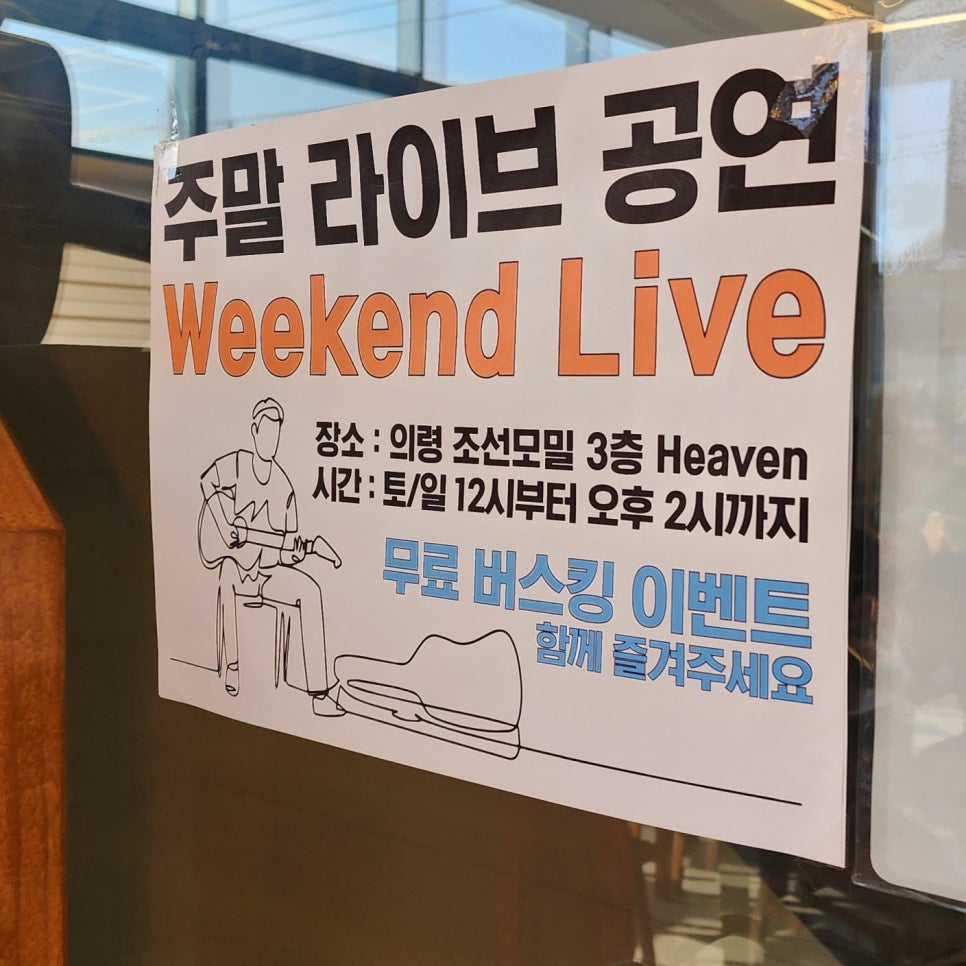 주말 라이브 공연
Weekend Live
장소 : 의령 조선모밀 3층 Heaven
시간 : 토/일 12시부터 오후 2시까지
무료 버스킹 이벤트
함께 즐겨주세요